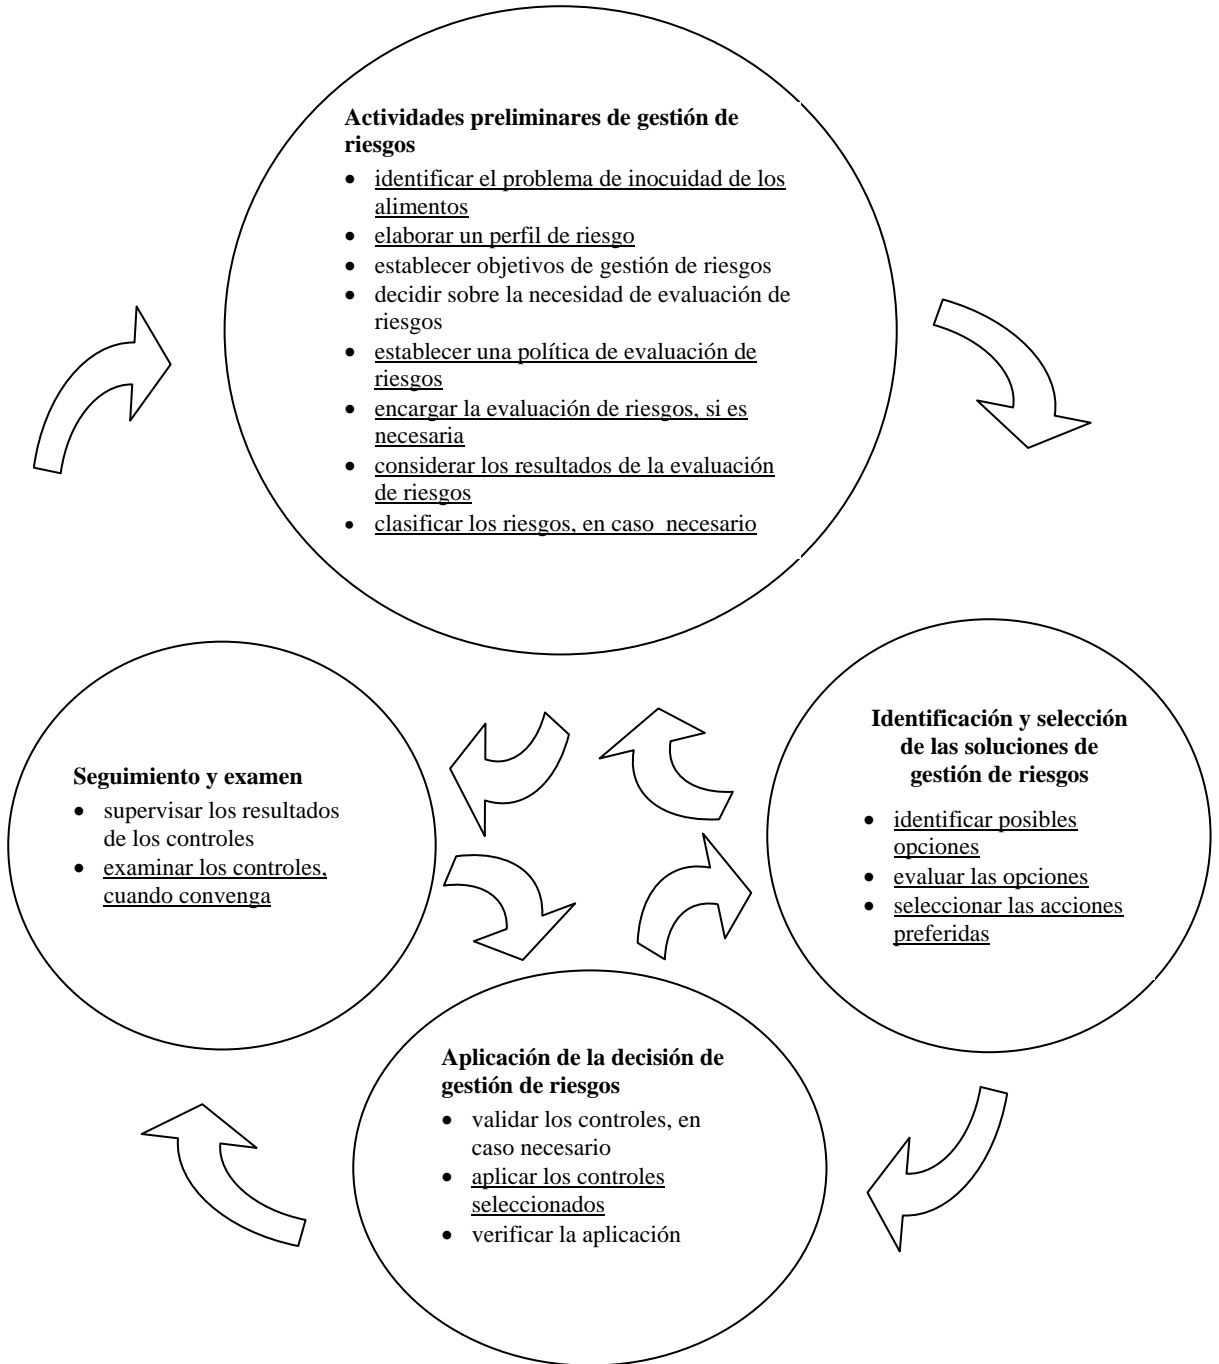 Actividades preliminares de gestión de
riesgos
• identificar el problema de inocuidad de los
alimentos
• elaborar un perfil de riesgo
• establecer objetivos de gestión de riesgos
• decidir sobre la necesidad de evaluación de
riesgos
• establecer una política de evaluación de
riesgos
• encargar la evaluación de riesgos, si es
necesaria
• considerar los resultados de la evaluación
de riesgos
• clasificar los riesgos, en caso  necesario
Identificación y selección
de las soluciones de
gestión de riesgos
• identificar posibles
opciones
• evaluar las opciones
• seleccionar las acciones
preferidas
Aplicación de la decisión de
gestión de riesgos
• validar los controles, en
caso necesario
• aplicar los controles
seleccionados
• verificar la aplicación
Seguimiento y examen
• supervisar los resultados
de los controles
• examinar los controles,
cuando convenga